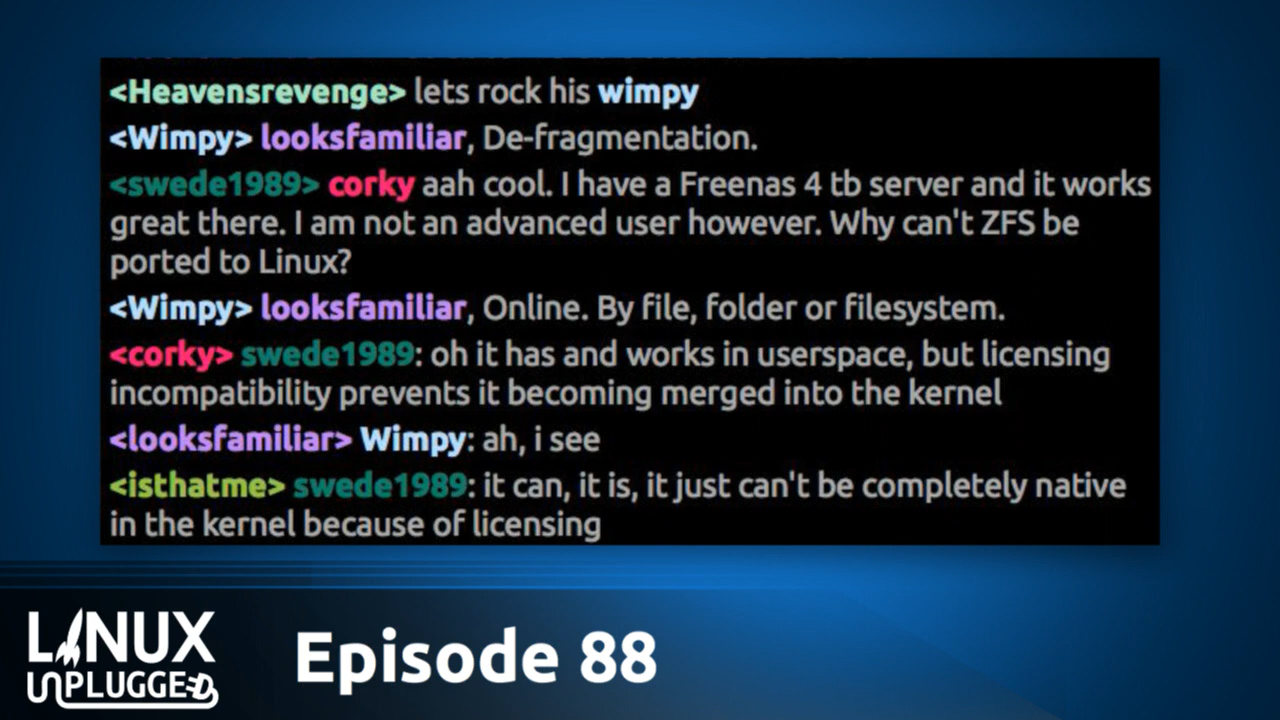 <Heavensrevenge> lets rock his wimpy
<Wimpy> looksfamiliar, De-fragmentation.
<swede1989> corky aah cool. I have a Freenas 4 tb server and it works
great there. I am not an advanced user however. Why can't ZFS be
ported to Linux?
<Wimpy> looksfamiliar, Online. By file, folder or filesystem.
<corky> swede1989: oh it has and works in userspace, but licensing
incompatibility prevents it becoming merged into the kernel
<looksfamiliar> Wimpy: ah, i see
<isthatme> swede1989: it can, it is, it just can't be completely native
in the kernel because of licensing
LINUX
UNPLUGGED
Episode 88